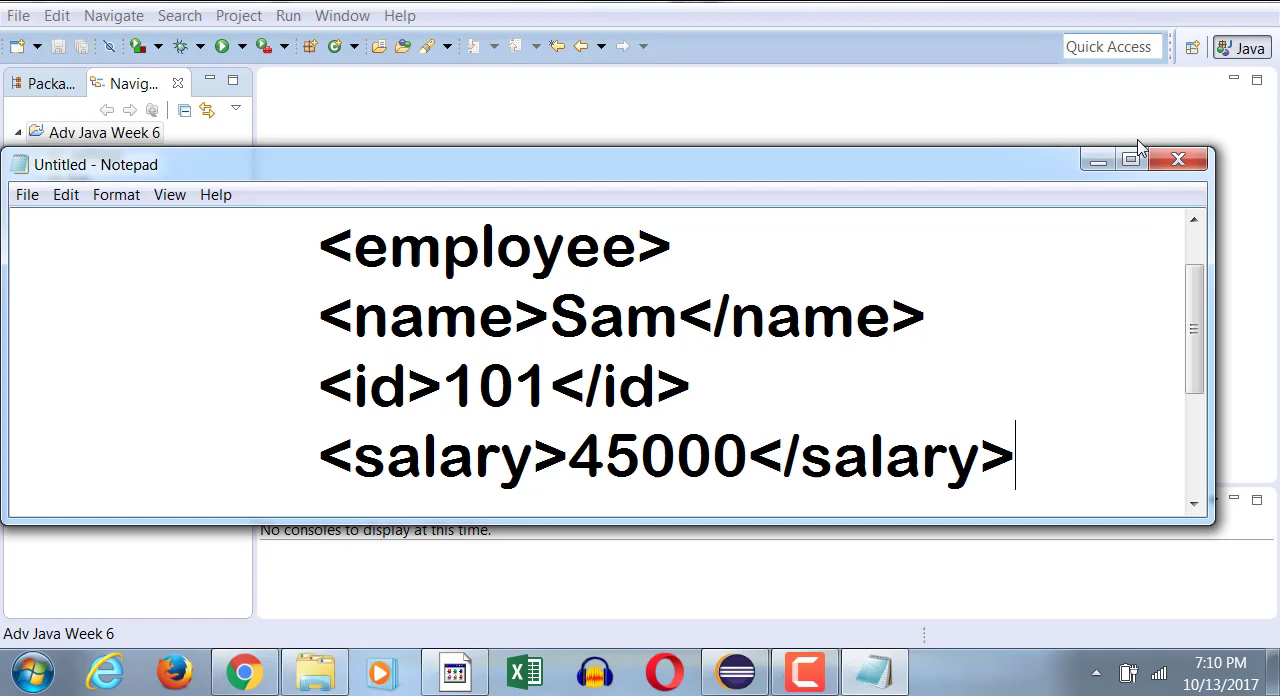 File Edit Navigate Search Project Run Window Help
Quick Access
Java
Packa... Navig...
Adv Java Week 6
Untitled - Notepad
File Edit Format View Help
<employee>
<name>Sam</name>
<id>101</id>
<salary>45000</salary>
No consoles to display at this time.
Adv Java Week 6
7:10 PM
10/13/2017